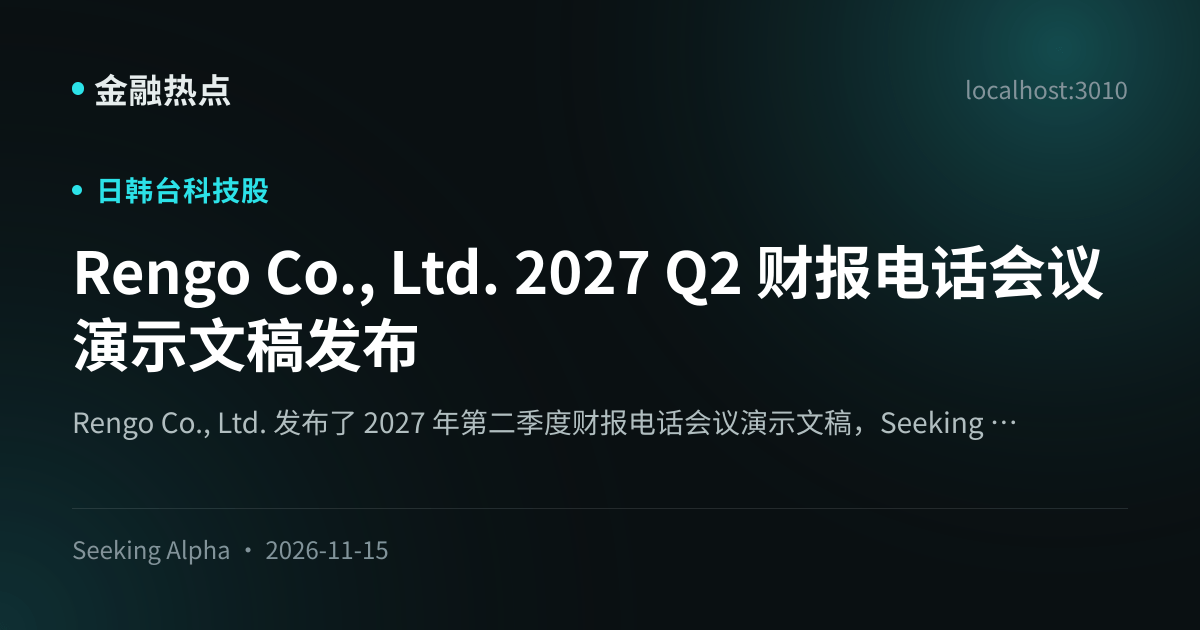 金融热点
localhost:3010
日韩台科技股
Rengo Co., Ltd. 2027 Q2 财报电话会议
演示文稿发布
Rengo Co., Ltd. 发布了 2027 年第二季度财报电话会议演示文稿，Seeking …
Seeking Alpha • 2026-11-15